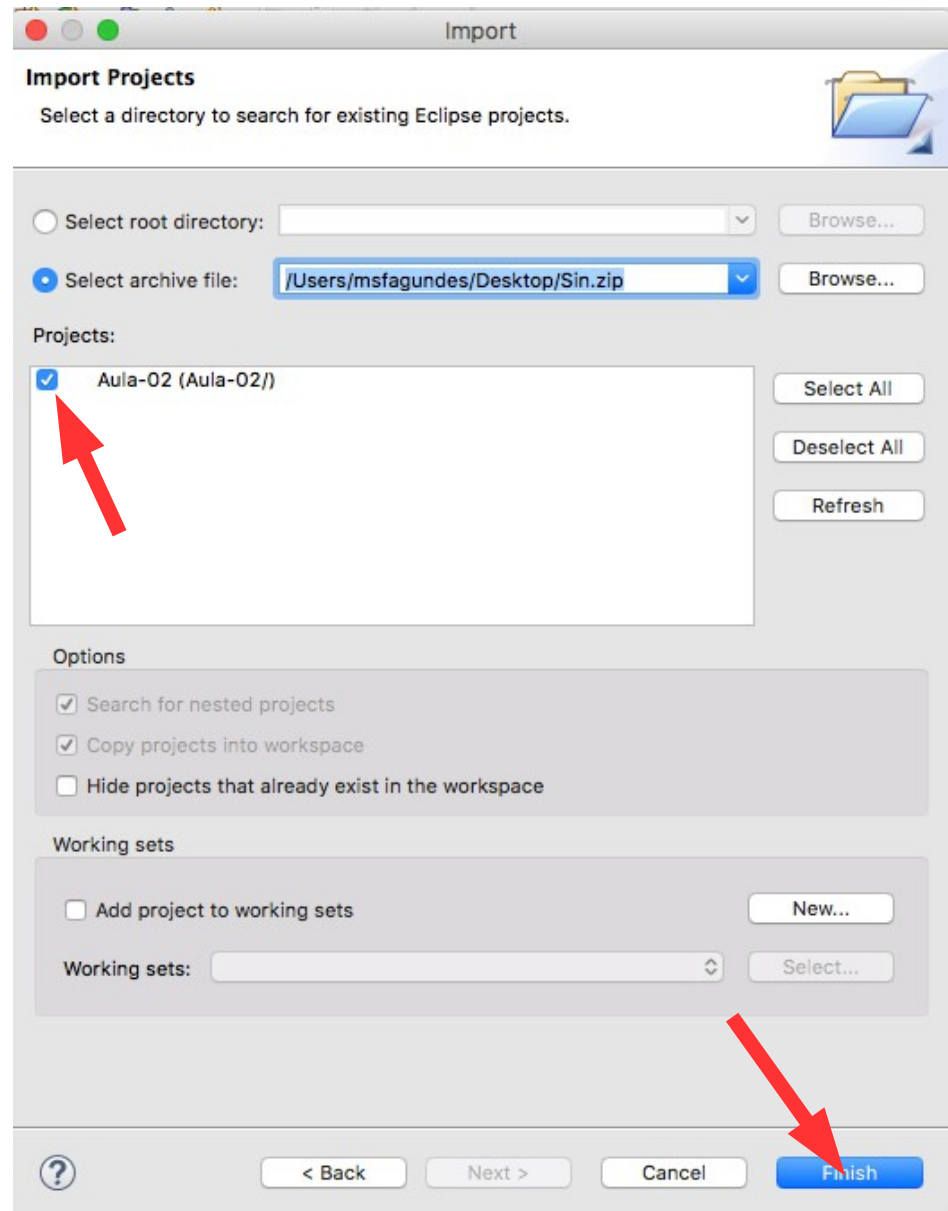 Import
Import Projects
Select a directory to search for existing Eclipse projects.
Select root directory:
Browse...
Select archive file:
/Users/msfagundes/Desktop/Sin.zip
Browse...
Projects:
Aula-02 (Aula-02/)
Select All
Deselect All
Refresh
Options
Search for nested projects
Copy projects into workspace
Hide projects that already exist in the workspace
Working sets
Add project to working sets
New...
Working sets:
Select...
?
< Back
Next >
Cancel
Finish